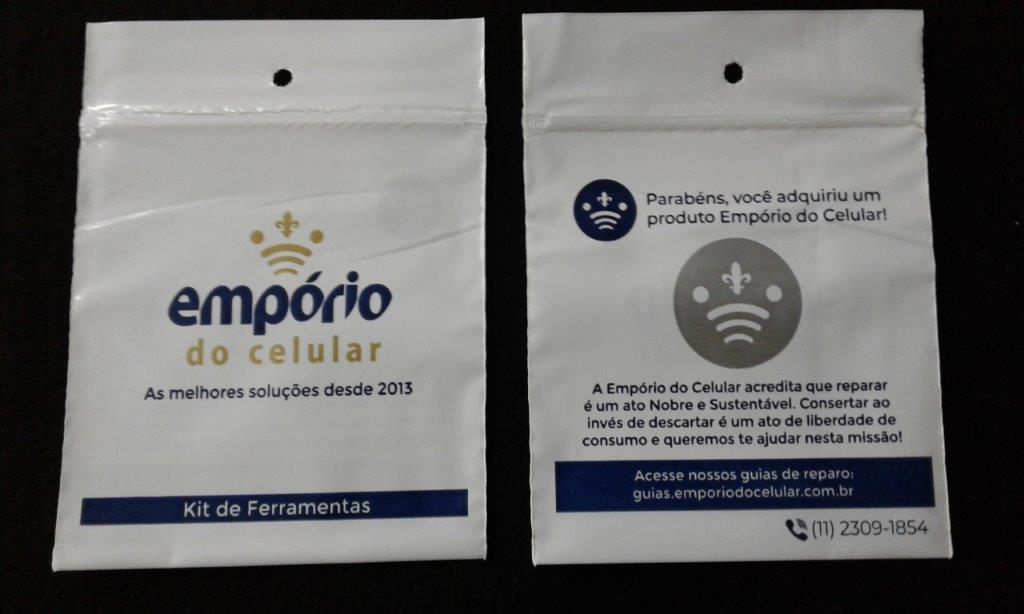 empório
do celular
As melhores soluções desde 2013
Kit de Ferramentas
Parabéns, você adquiriu um
produto Empório do Celular!
A Empório do Celular acredita que reparar
é um ato Nobre e Sustentável. Consertar ao
invés de descartar é um ato de liberdade de
consumo e queremos te ajudar nesta missão!
Acesse nossos guias de reparo:
guias.emporiodocelular.com.br
(11) 2309-1854